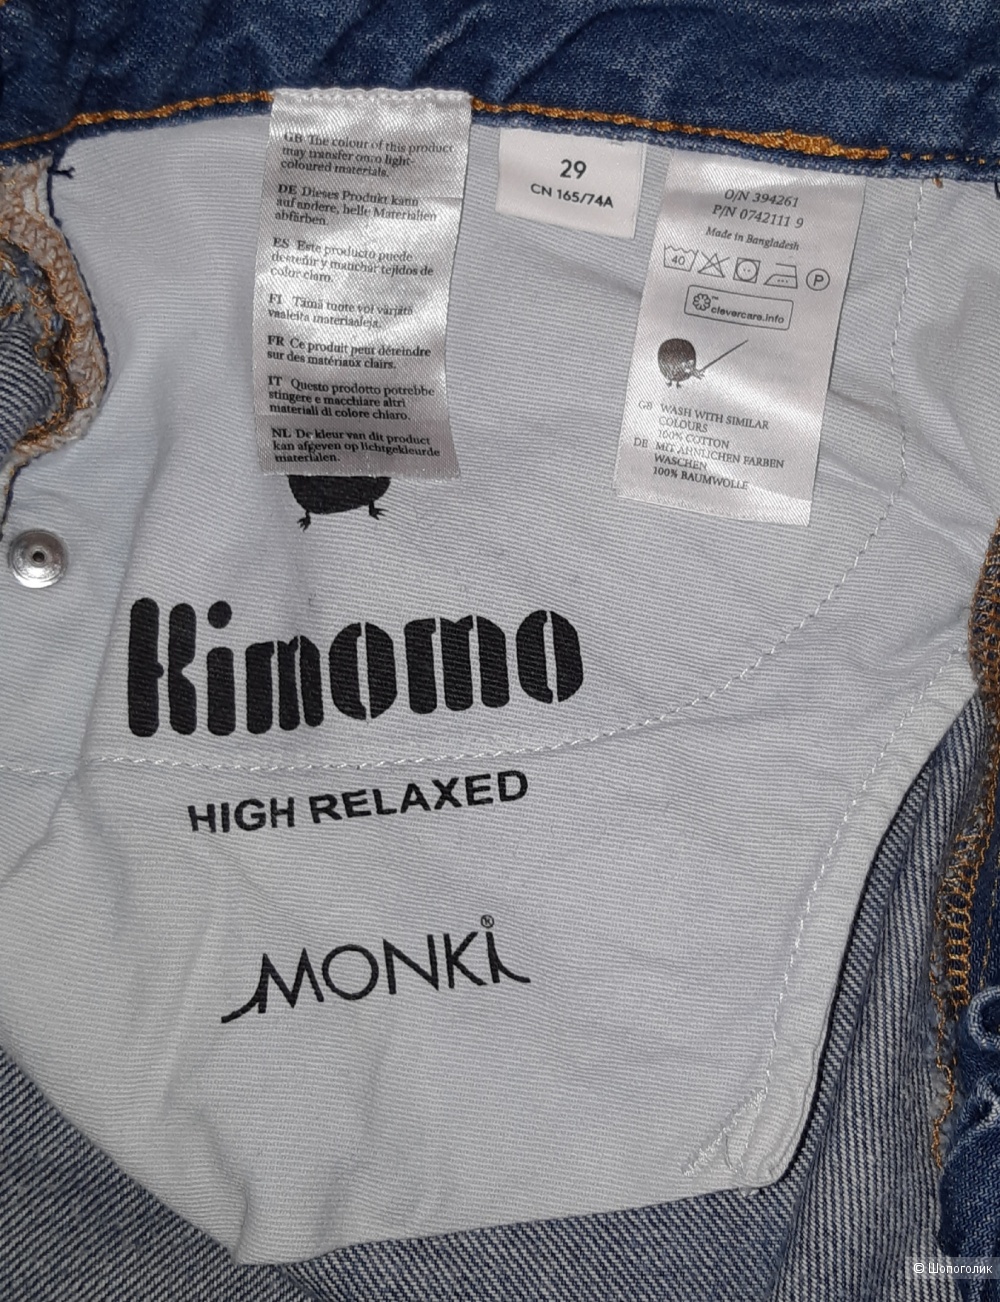 GB The colour of this product
may transfer onto light-
coloured materials.
DE Dieses Produkt kann
auf andere, helle Materialien
abfärben.
ES Este producto puede
desteñir y manchar tejidos de
color claro.
FI Tämä tuote voi värjätä
vaaleita materiaaleja.
FR Ce produit peut déteindre
sur des matériaux clairs.
IT Questo prodotto potrebbe
stingere e macchiare altri
materiali di colore chiaro.
NL De kleur van dit product
kan afgeven op lichtgekleurde
materialen.
29
CN 165/74A
O/N 394261
P/N 0742111 9
Made in Bangladesh
40
P
TM
clevercare.info
GB WASH WITH SIMILAR
COLOURS
100% COTTON
DE MIT ÄHNLICHEN FARBEN
WASCHEN
100% BAUMWOLLE
Kimomo
HIGH RELAXED
MONKi®
© Шопоголик